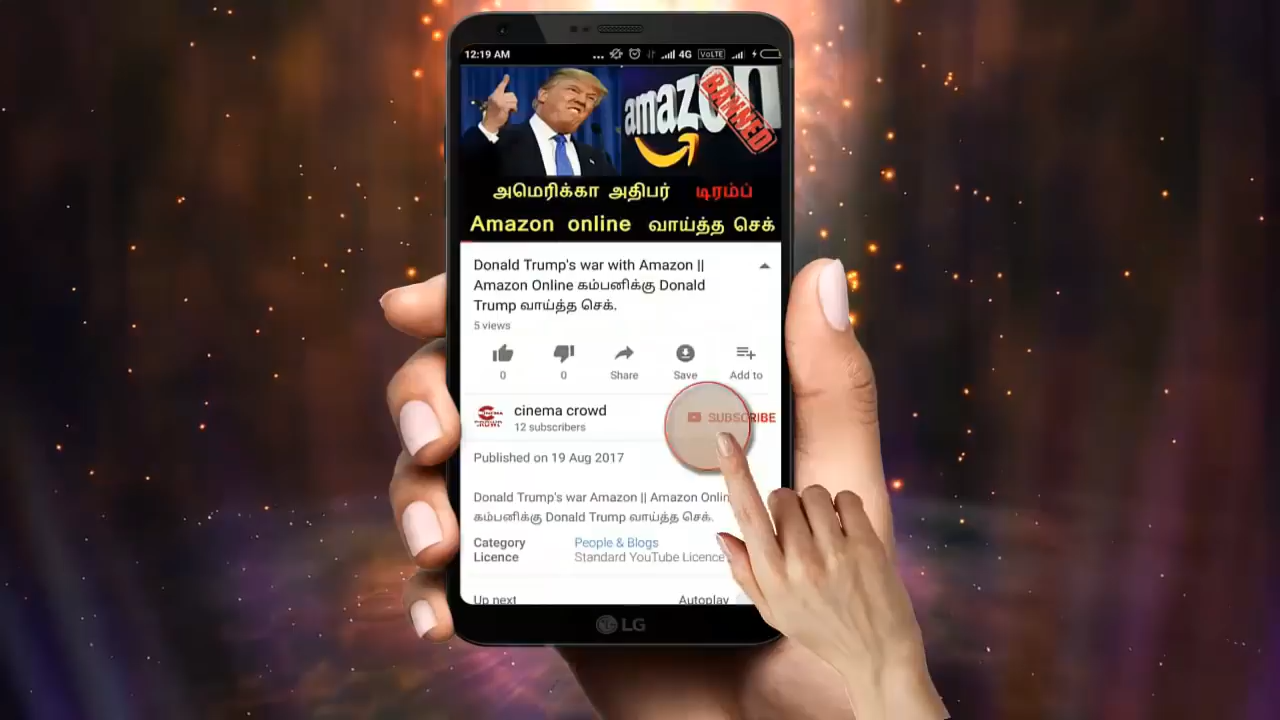 12:19 AM ... 4G VoLTE
amazon
BANNED
அமெரிக்கா அதிபர் டிரம்ப்
Amazon online வாய்த்த செக்
Donald Trump's war with Amazon ||
Amazon Online கம்பனிக்கு Donald
Trump வாய்த்த செக்.
5 views
0 0 Share Save Add to
CINEMA
CROWD
cinema crowd
SUBSCRIBE
12 subscribers
Published on 19 Aug 2017
Donald Trump's war Amazon || Amazon Onlin
கம்பனிக்கு Donald Trump வாய்த்த செக்.
Category People & Blogs
Licence Standard YouTube Licence
Up next Autoplay
LG